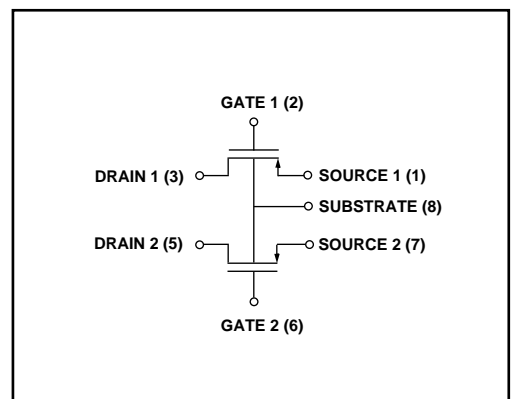 GATE 1 (2)
DRAIN 1 (3)
SOURCE 1 (1)
SUBSTRATE (8)
DRAIN 2 (5)
SOURCE 2 (7)
GATE 2 (6)